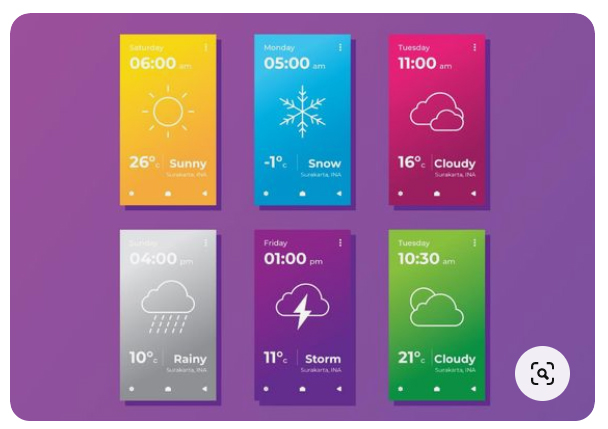 Saturday
06:00 am
26°c Sunny
Surakarta, INA
Monday
05:00 am
-1°c Snow
Surakarta, INA
Tuesday
11:00 am
16°c Cloudy
Surakarta, INA
Sunday
04:00 pm
10°c Rainy
Surakarta, INA
Friday
01:00 pm
11°c Storm
Surakarta, INA
Tuesday
10:30 am
21°c Cloudy
Surakarta, INA